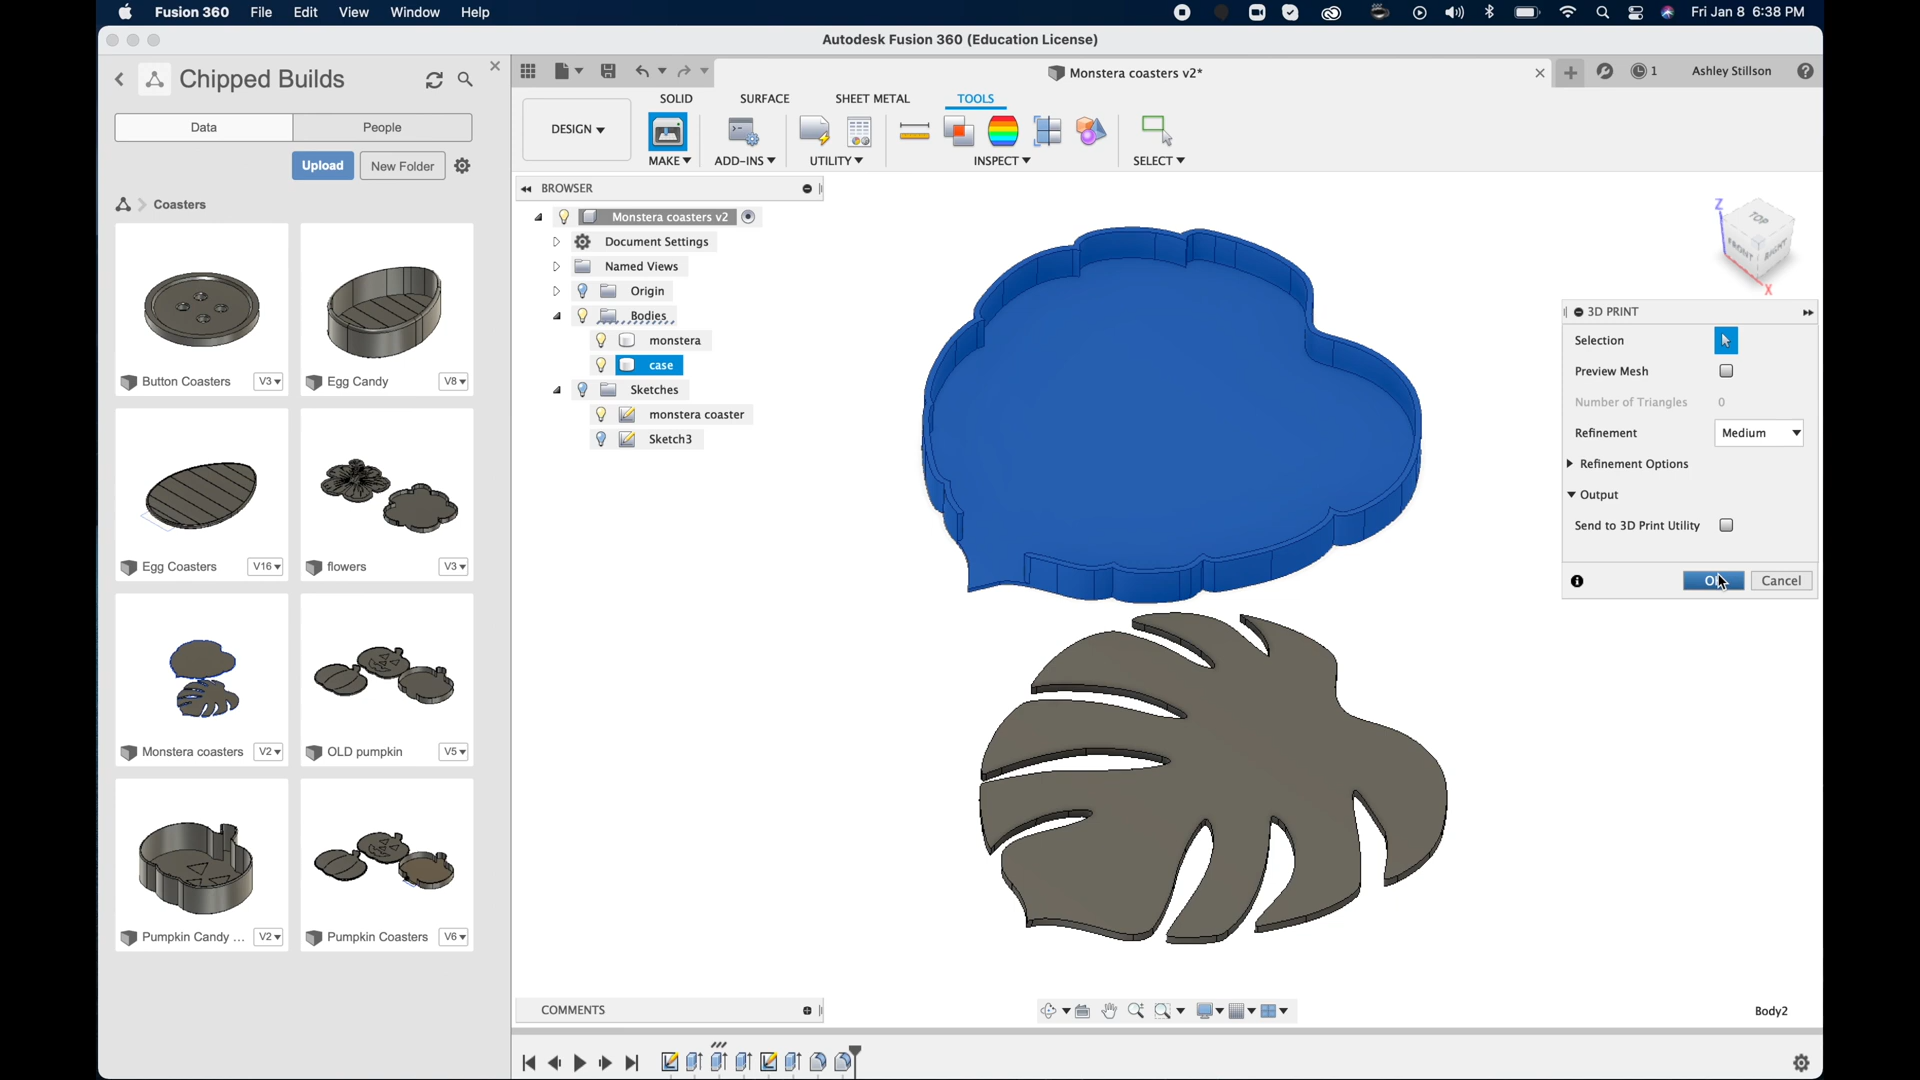 Fusion 360 File Edit View Window Help Fri Jan 8 6:38 PM
Autodesk Fusion 360 (Education License)
Chipped Builds
Data People
Upload New Folder
Coasters
Button Coasters V3
Egg Candy V8
Egg Coasters V16
flowers V3
Monstera coasters V2
OLD pumpkin V5
Pumpkin Candy ... V2
Pumpkin Coasters V6
Monstera coasters v2*
1 Ashley Stillson
SOLID SURFACE SHEET METAL TOOLS
DESIGN
MAKE ADD-INS UTILITY INSPECT SELECT
BROWSER
Monstera coasters v2
Document Settings
Named Views
Origin
Bodies
monstera
case
Sketches
monstera coaster
Sketch3
Z
TOP
FRONT RIGHT
X
3D PRINT
Selection
Preview Mesh
Number of Triangles 0
Refinement Medium
Refinement Options
Output
Send to 3D Print Utility
Cancel
COMMENTS
Body2